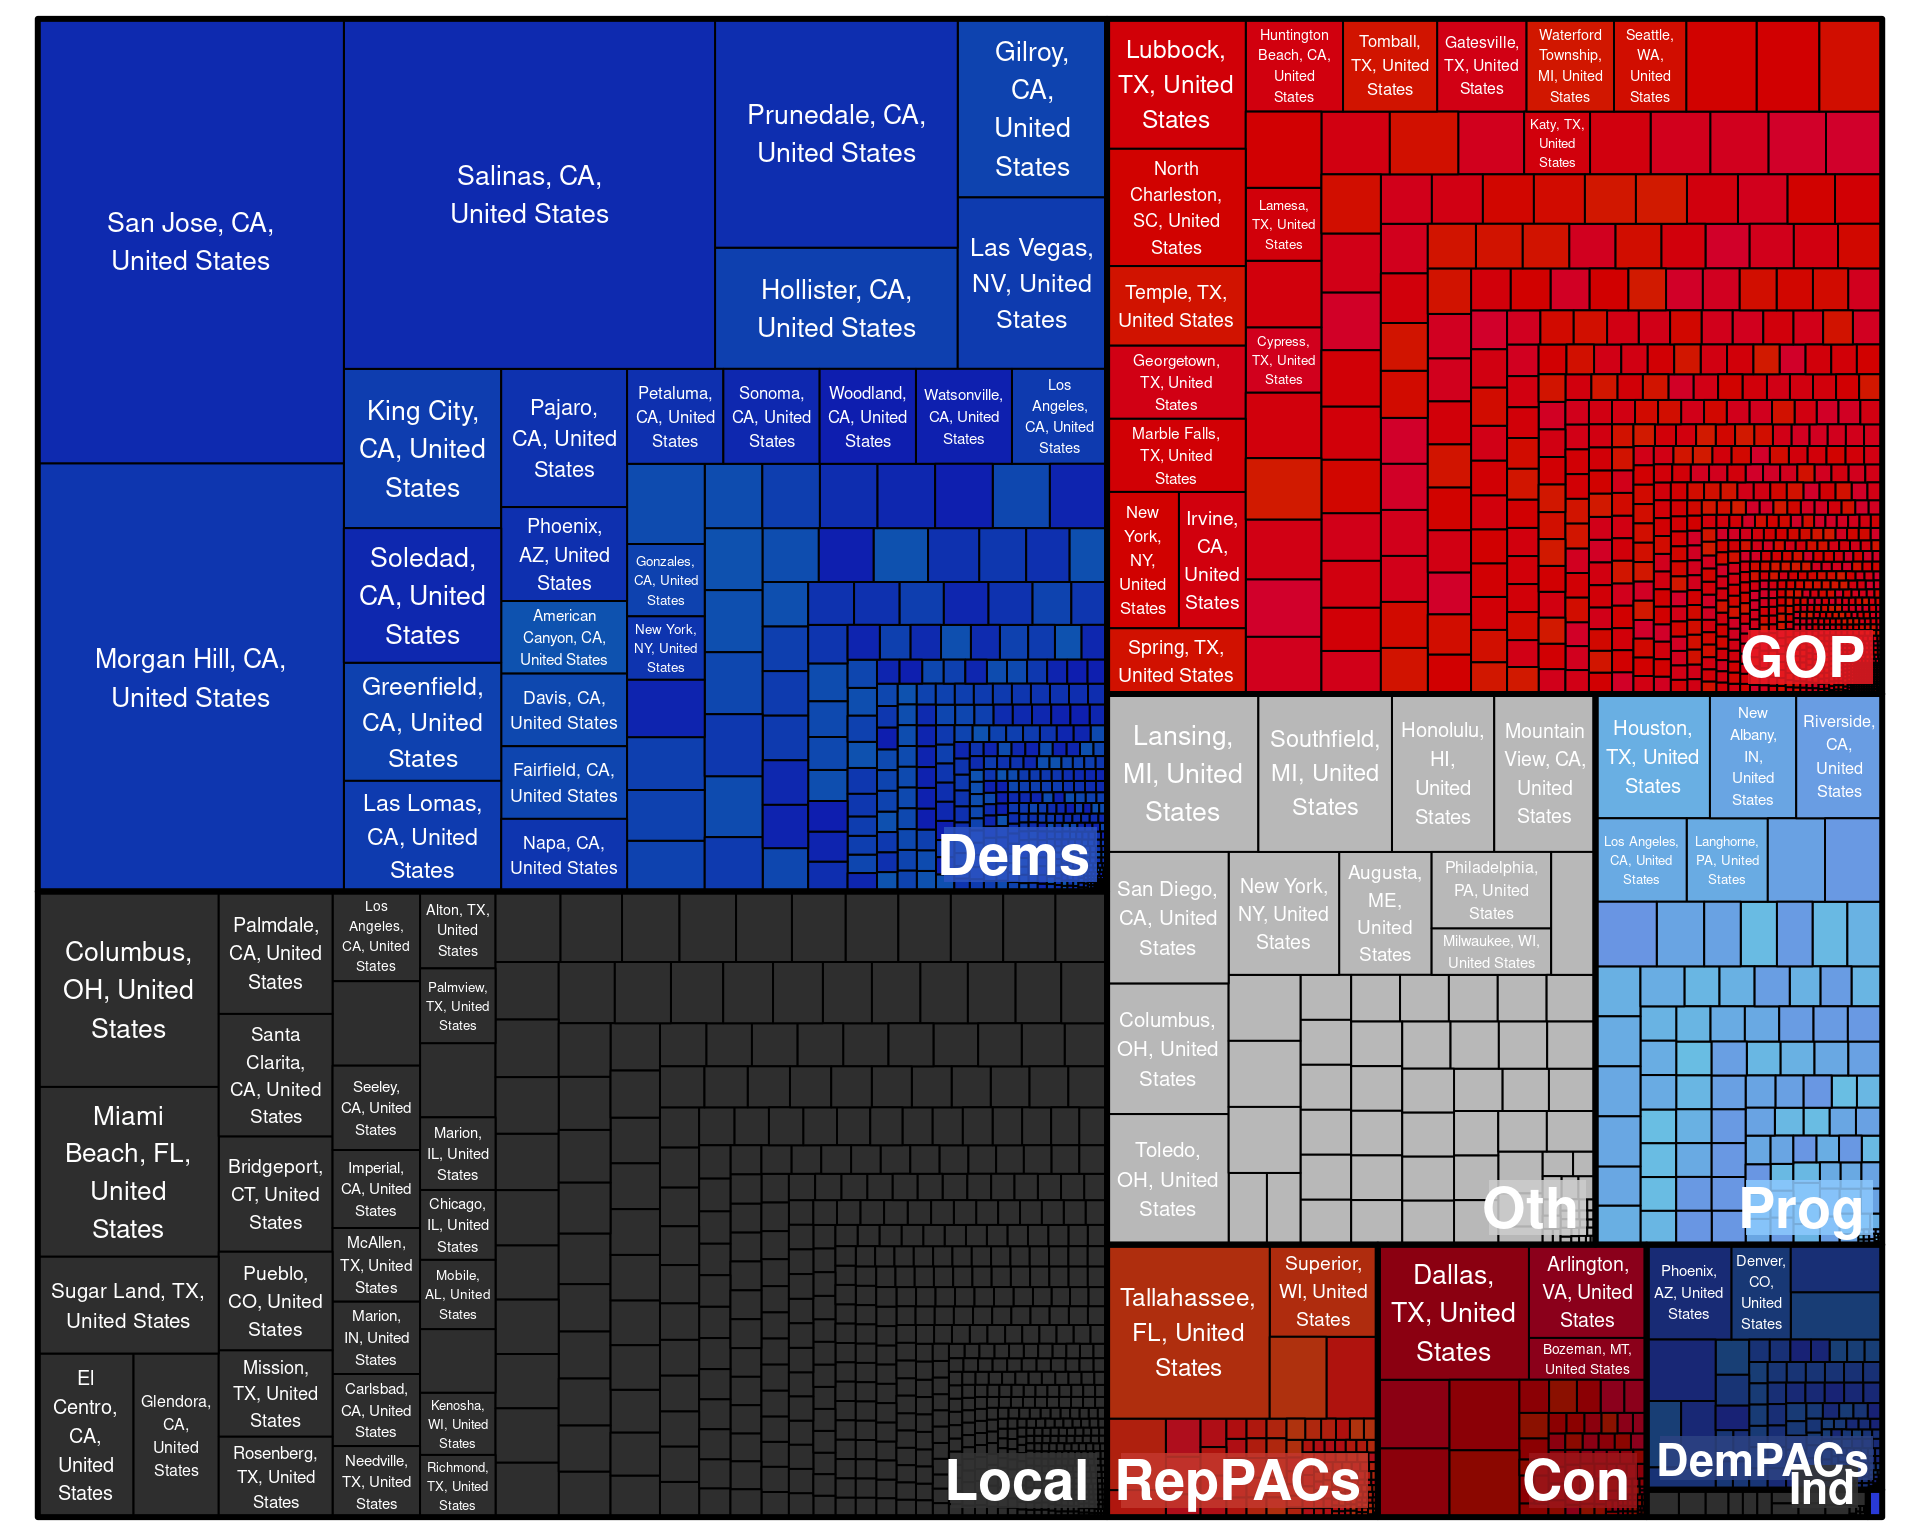 San Jose, CA,
United States
Salinas, CA,
United States
Prunedale, CA,
United States
Gilroy,
CA,
United
States
Hollister, CA,
United States
Las Vegas,
NV, United
States
Morgan Hill, CA,
United States
King City,
CA, United
States
Soledad,
CA, United
States
Greenfield,
CA, United
States
Las Lomas,
CA, United
States
Pajaro,
CA, United
States
Phoenix,
AZ, United
States
American
Canyon, CA,
United States
Davis, CA,
United States
Fairfield, CA,
United States
Napa, CA,
United States
Petaluma,
CA, United
States
Sonoma,
CA, United
States
Woodland,
CA, United
States
Watsonville,
CA, United
States
Los
Angeles,
CA, United
States
Gonzales,
CA, United
States
New York,
NY, United
States
Dems
Lubbock,
TX, United
States
North
Charleston,
SC, United
States
Temple, TX,
United States
Georgetown,
TX, United
States
Marble Falls,
TX, United
States
New
York,
NY,
United
States
Irvine,
CA,
United
States
Spring, TX,
United States
Huntington
Beach, CA,
United
States
Tomball,
TX, United
States
Gatesville,
TX, United
States
Waterford
Township,
MI, United
States
Seattle,
WA,
United
States
Katy, TX,
United
States
Lamesa,
TX, United
States
Cypress,
TX, United
States
GOP
Columbus,
OH, United
States
Miami
Beach, FL,
United
States
Sugar Land, TX,
United States
El
Centro,
CA,
United
States
Glendora,
CA,
United
States
Palmdale,
CA, United
States
Santa
Clarita,
CA, United
States
Bridgeport,
CT, United
States
Pueblo,
CO, United
States
Mission,
TX, United
States
Rosenberg,
TX, United
States
Los
Angeles,
CA, United
States
Seeley,
CA, United
States
Imperial,
CA, United
States
McAllen,
TX, United
States
Marion,
IN, United
States
Carlsbad,
CA, United
States
Needville,
TX, United
States
Alton, TX,
United
States
Palmview,
TX, United
States
Marion,
IL, United
States
Chicago,
IL, United
States
Mobile,
AL, United
States
Kenosha,
WI, United
States
Richmond,
TX, United
States
Local
Lansing,
MI, United
States
Southfield,
MI, United
States
Honolulu,
HI,
United
States
Mountain
View, CA,
United
States
San Diego,
CA, United
States
Columbus,
OH, United
States
Toledo,
OH, United
States
New York,
NY, United
States
Augusta,
ME,
United
States
Philadelphia,
PA, United
States
Milwaukee, WI,
United States
Oth
Houston,
TX, United
States
New
Albany,
IN,
United
States
Riverside,
CA,
United
States
Los Angeles,
CA, United
States
Langhorne,
PA, United
States
Prog
Tallahassee,
FL, United
States
Superior,
WI, United
States
RepPACs
Dallas,
TX, United
States
Arlington,
VA, United
States
Bozeman, MT,
United States
Con
Phoenix,
AZ, United
States
Denver,
CO,
United
States
DemPACs
Ind